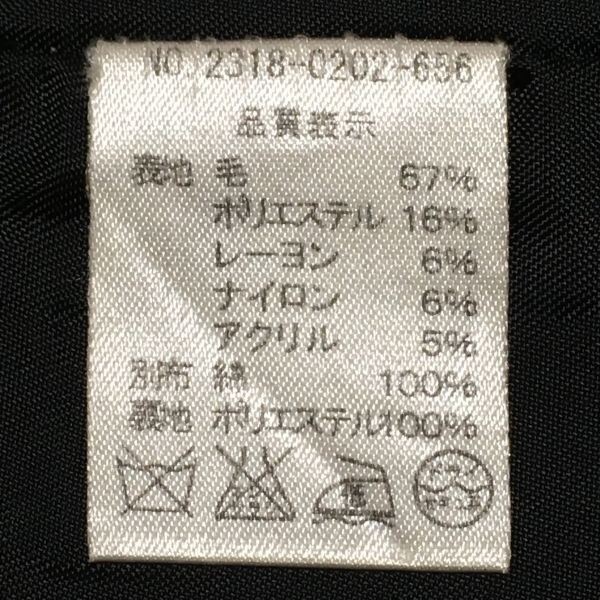 NO.2318-0202-656
品質表示
表地 毛 67%
ポリエステル 16%
レーヨン 6%
ナイロン 6%
アクリル 5%
別布 綿 100%
裏地 ポリエステル100%